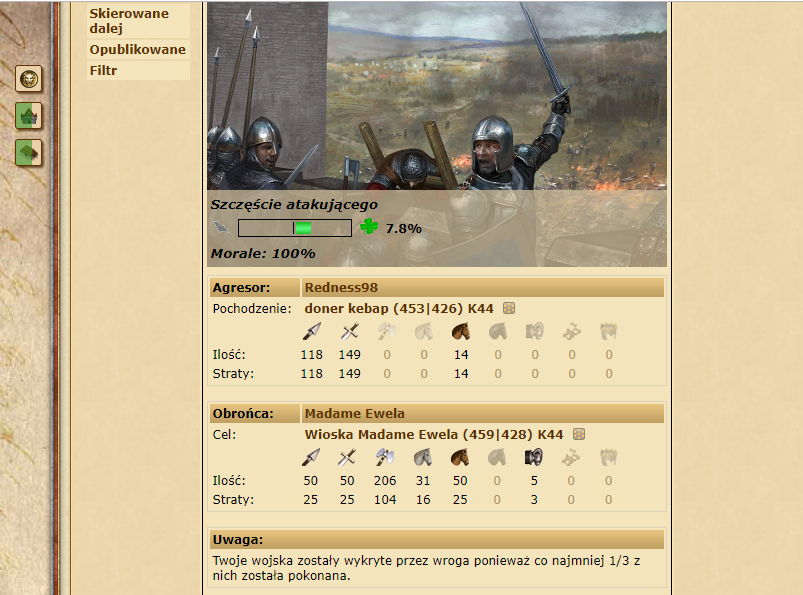 Skierowane
dalej
Opublikowane
Filtr
Szczęście atakującego
7.8%
Morale: 100%
Agresor: Redness98
Pochodzenie: doner kebap (453|426) K44
Ilość: 118 149 0 0 14 0 0 0 0
Straty: 118 149 0 0 14 0 0 0 0
Obrońca: Madame Ewela
Cel: Wioska Madame Ewela (459|428) K44
Ilość: 50 50 206 31 50 0 5 0 0
Straty: 25 25 104 16 25 0 3 0 0
Uwaga:
Twoje wojska zostały wykryte przez wroga ponieważ co najmniej 1/3 z
nich została pokonana.